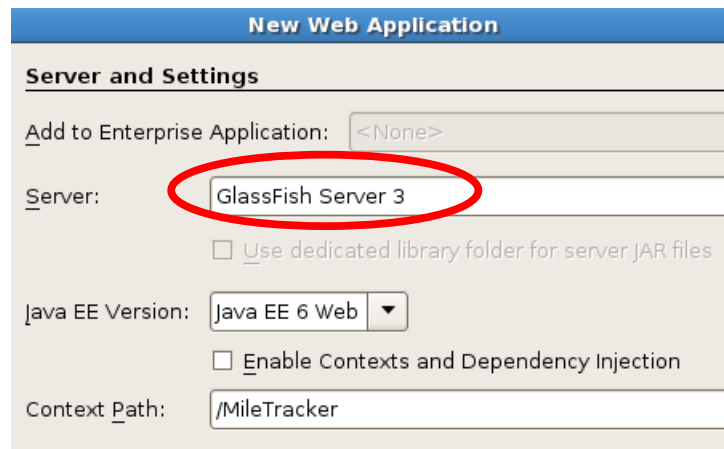 New Web Application
Server and Settings
Add to Enterprise Application: <None>
Server: GlassFish Server 3
Use dedicated library folder for server JAR files
Java EE Version: Java EE 6 Web
Enable Contexts and Dependency Injection
Context Path: /MileTracker